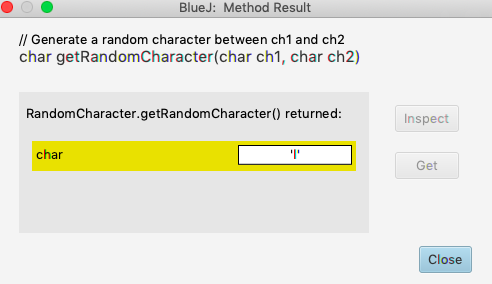 BlueJ: Method Result
// Generate a random character between ch1 and ch2
char getRandomCharacter(char ch1, char ch2)
RandomCharacter.getRandomCharacter() returned:
char 'l'
Inspect
Get
Close